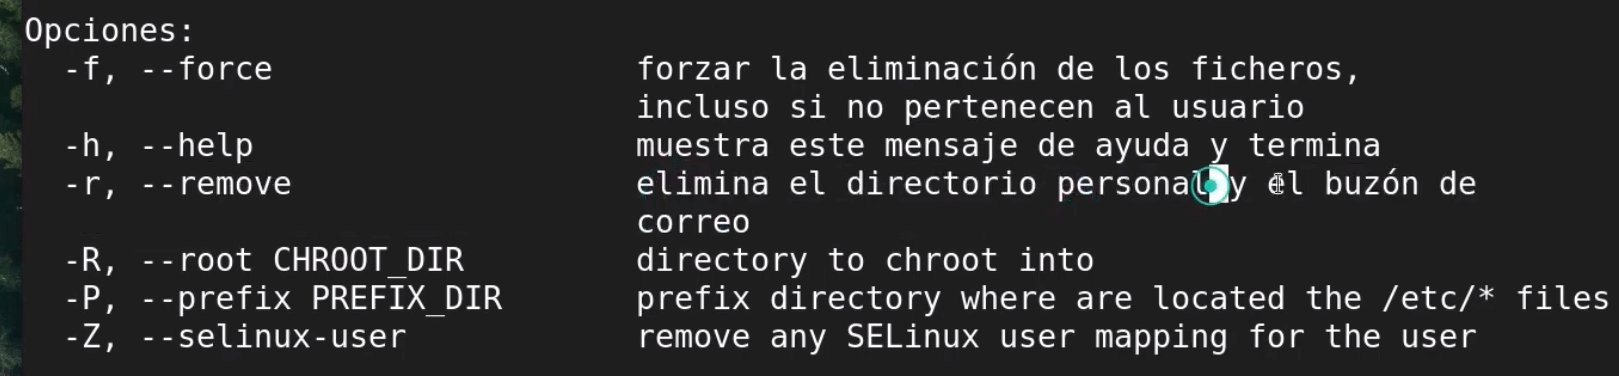 Opciones:
-f, --force forzar la eliminación de los ficheros,
incluso si no pertenecen al usuario
-h, --help muestra este mensaje de ayuda y termina
-r, --remove elimina el directorio personal y el buzón de
correo
-R, --root CHROOT_DIR directory to chroot into
-P, --prefix PREFIX_DIR prefix directory where are located the /etc/* files
-Z, --selinux-user remove any SELinux user mapping for the user